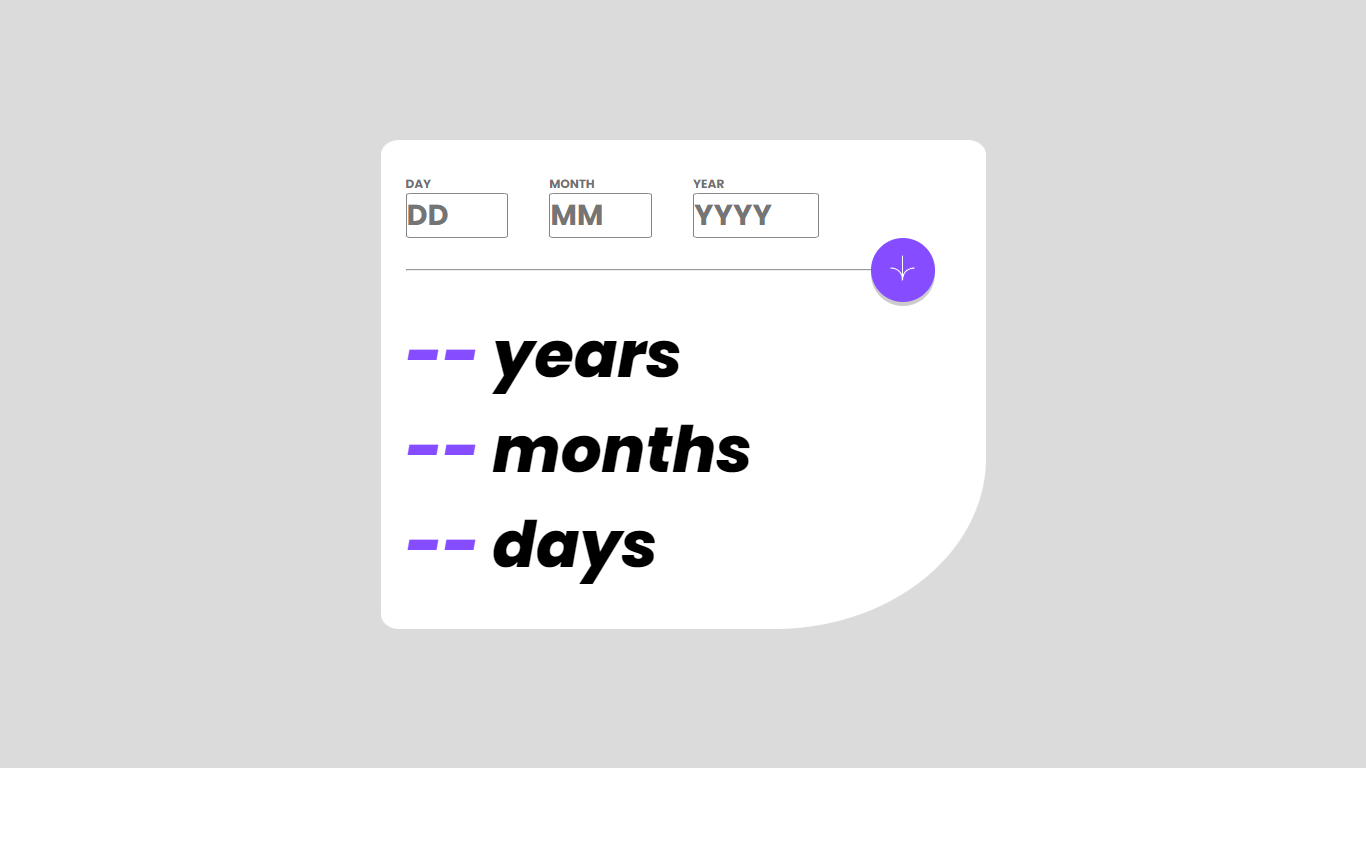 DAY MONTH YEAR
DD MM YYYY
-- years
-- months
-- days